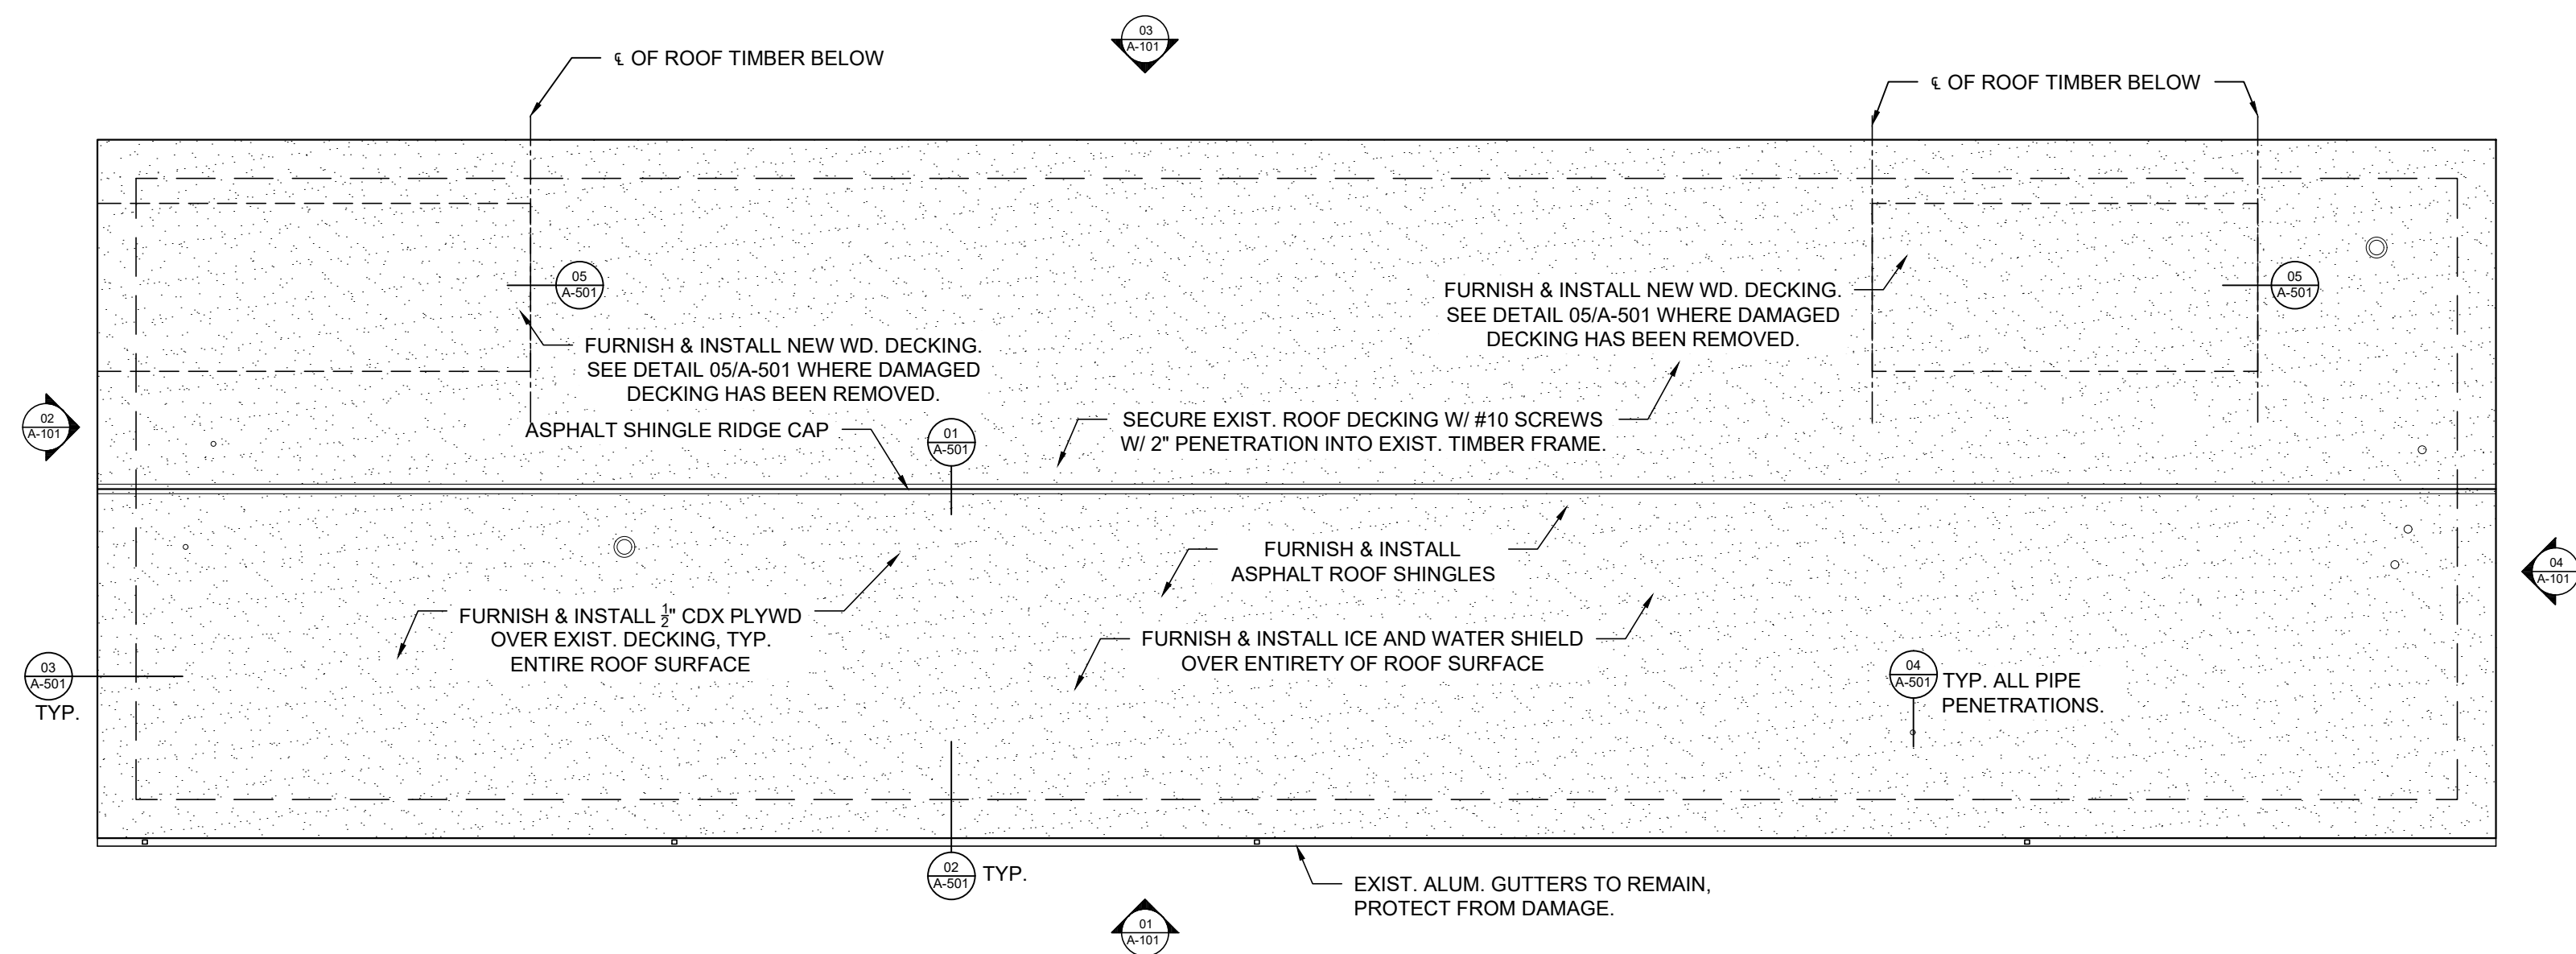 03
A-101
℄ OF ROOF TIMBER BELOW
℄ OF ROOF TIMBER BELOW
05
A-501
05
A-501
FURNISH & INSTALL NEW WD. DECKING.
SEE DETAIL 05/A-501 WHERE DAMAGED
DECKING HAS BEEN REMOVED.
FURNISH & INSTALL NEW WD. DECKING.
SEE DETAIL 05/A-501 WHERE DAMAGED
DECKING HAS BEEN REMOVED.
02
A-101
ASPHALT SHINGLE RIDGE CAP
01
A-501
SECURE EXIST. ROOF DECKING W/ #10 SCREWS
W/ 2" PENETRATION INTO EXIST. TIMBER FRAME.
FURNISH & INSTALL
ASPHALT ROOF SHINGLES
04
A-101
FURNISH & INSTALL ½" CDX PLYWD
OVER EXIST. DECKING, TYP.
ENTIRE ROOF SURFACE
FURNISH & INSTALL ICE AND WATER SHIELD
OVER ENTIRETY OF ROOF SURFACE
03
A-501
TYP.
04
A-501
TYP. ALL PIPE
PENETRATIONS.
02
A-501
TYP.
EXIST. ALUM. GUTTERS TO REMAIN,
PROTECT FROM DAMAGE.
01
A-101